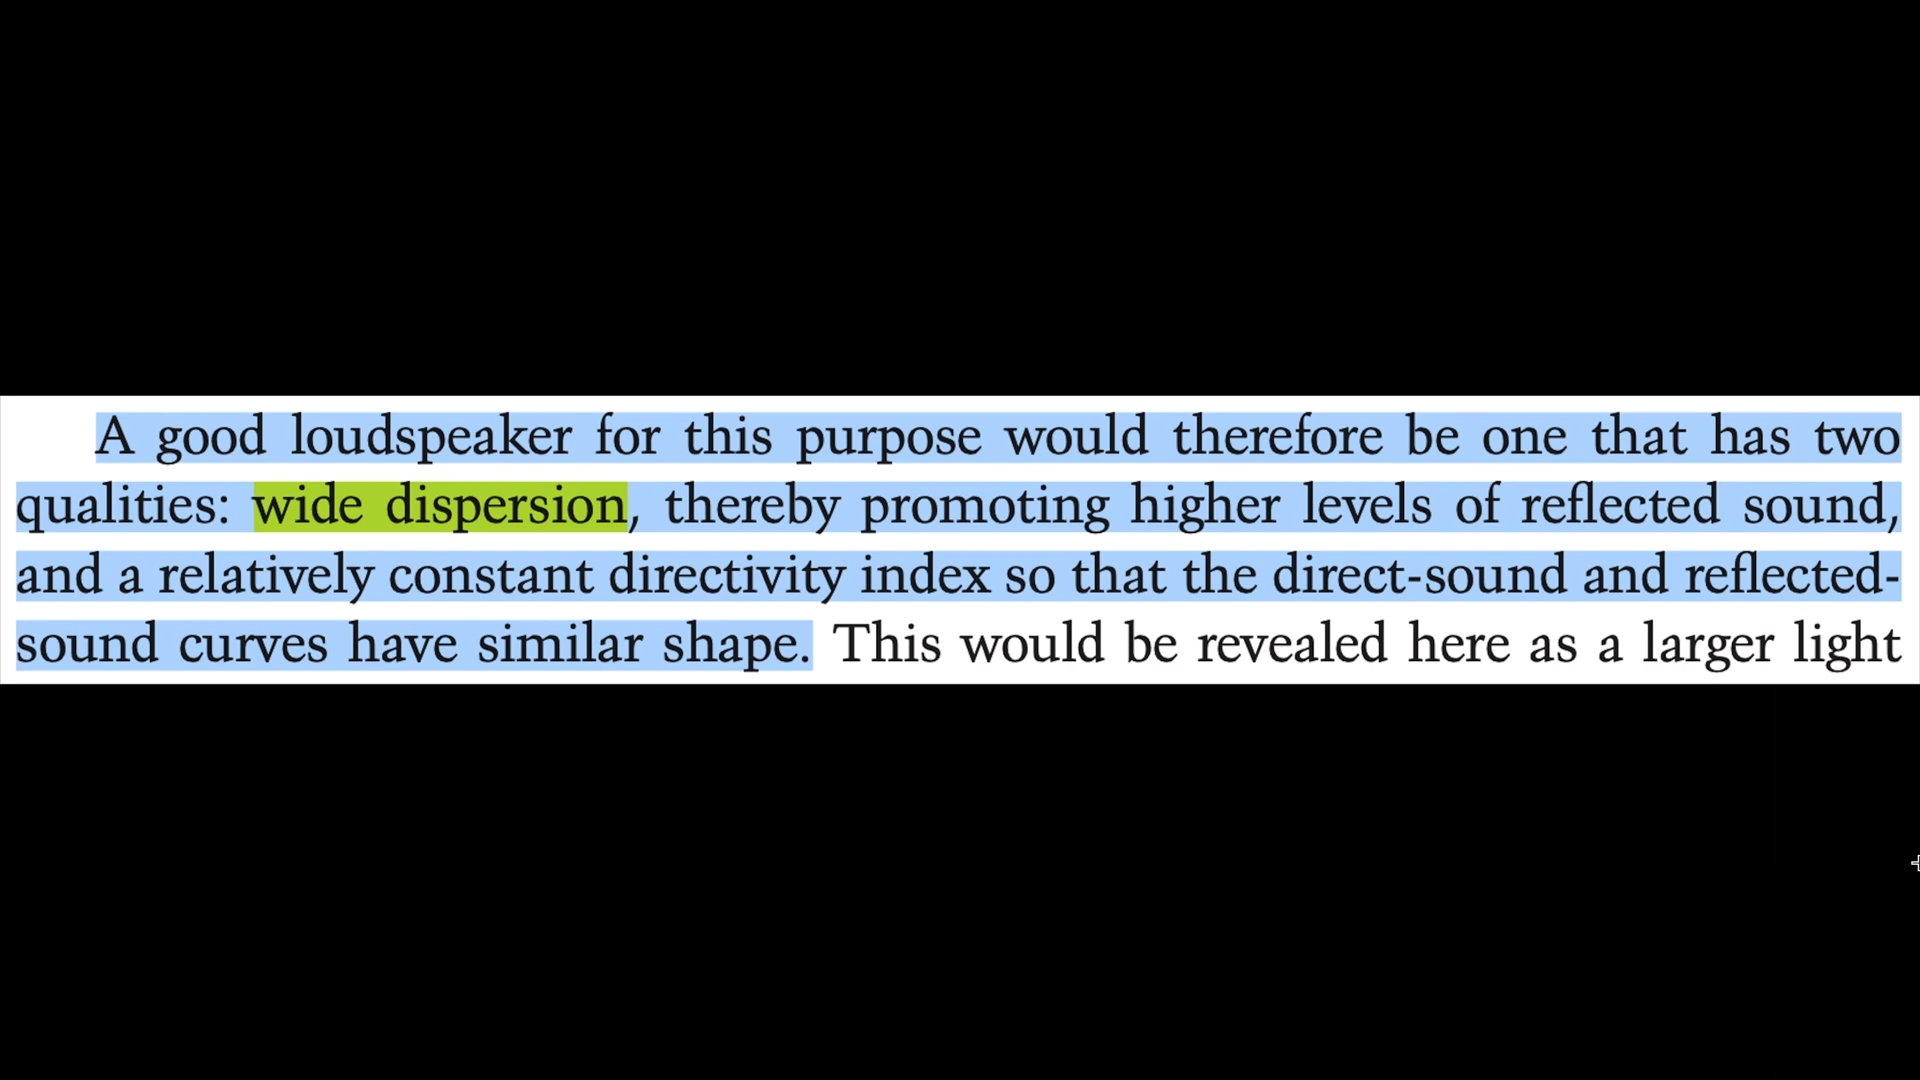 A good loudspeaker for this purpose would therefore be one that has two
qualities: wide dispersion, thereby promoting higher levels of reflected sound,
and a relatively constant directivity index so that the direct-sound and reflected-
sound curves have similar shape. This would be revealed here as a larger light